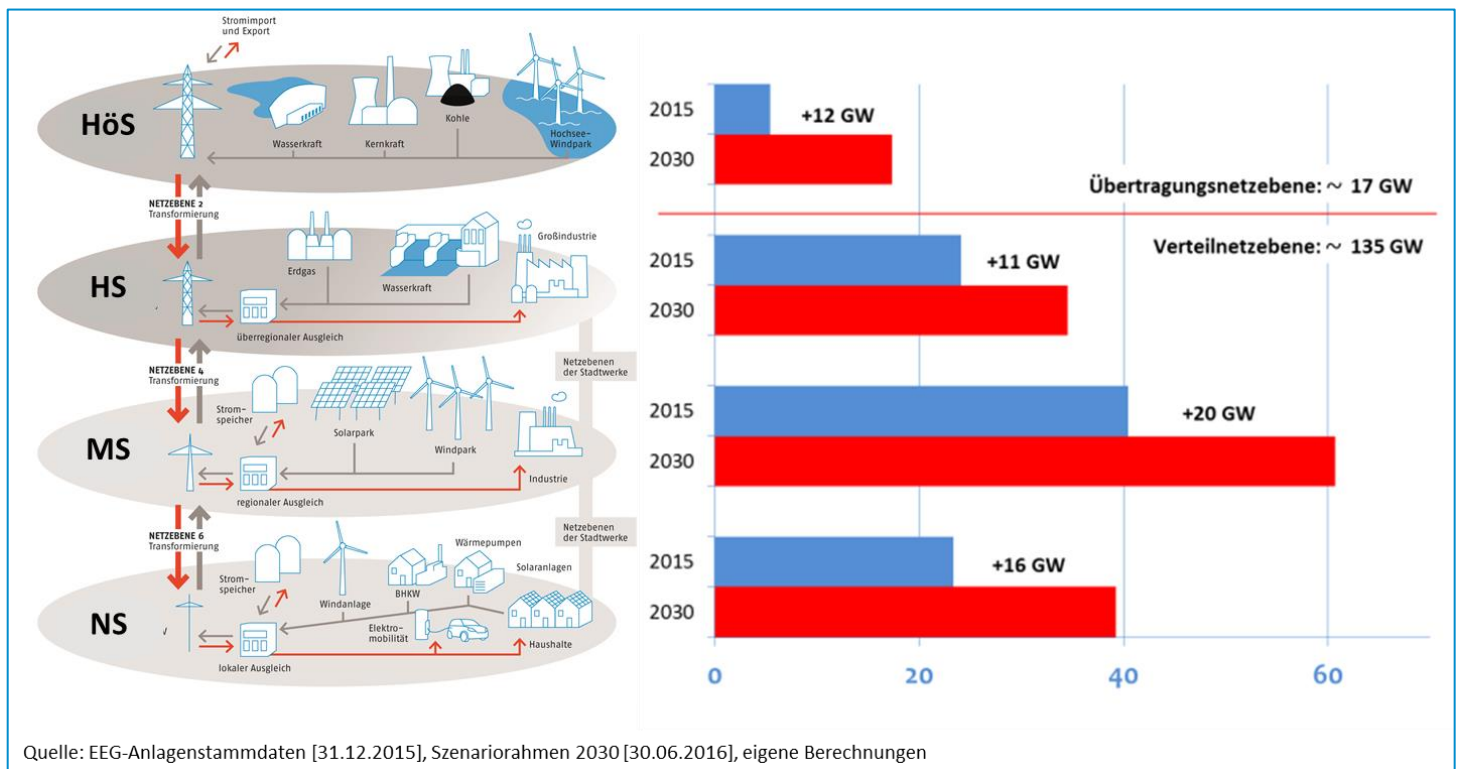 Stromimport
und Export
HöS
Wasserkraft
Kernkraft
Kohle
Hochsee-
Windpark
NETZEBENE 2
Transformierung
HS
Erdgas
Wasserkraft
Großindustrie
überregionaler Ausgleich
NETZEBENE 4
Transformierung
Netzebenen
der Stadtwerke
MS
Strom-
speicher
Solarpark
Windpark
Industrie
regionaler Ausgleich
NETZEBENE 6
Transformierung
Netzebenen
der Stadtwerke
NS
Strom-
speicher
Windanlage
BHKW
Wärmepumpen
Solaranlagen
Elektro-
mobilität
Haushalte
lokaler Ausgleich
2015
+12 GW
2030
Übertragungsnetzebene: ~ 17 GW
Verteilnetzebene: ~ 135 GW
2015
+11 GW
2030
2015
+20 GW
2030
2015
+16 GW
2030
0 20 40 60
Quelle: EEG-Anlagenstammdaten [31.12.2015], Szenariorahmen 2030 [30.06.2016], eigene Berechnungen